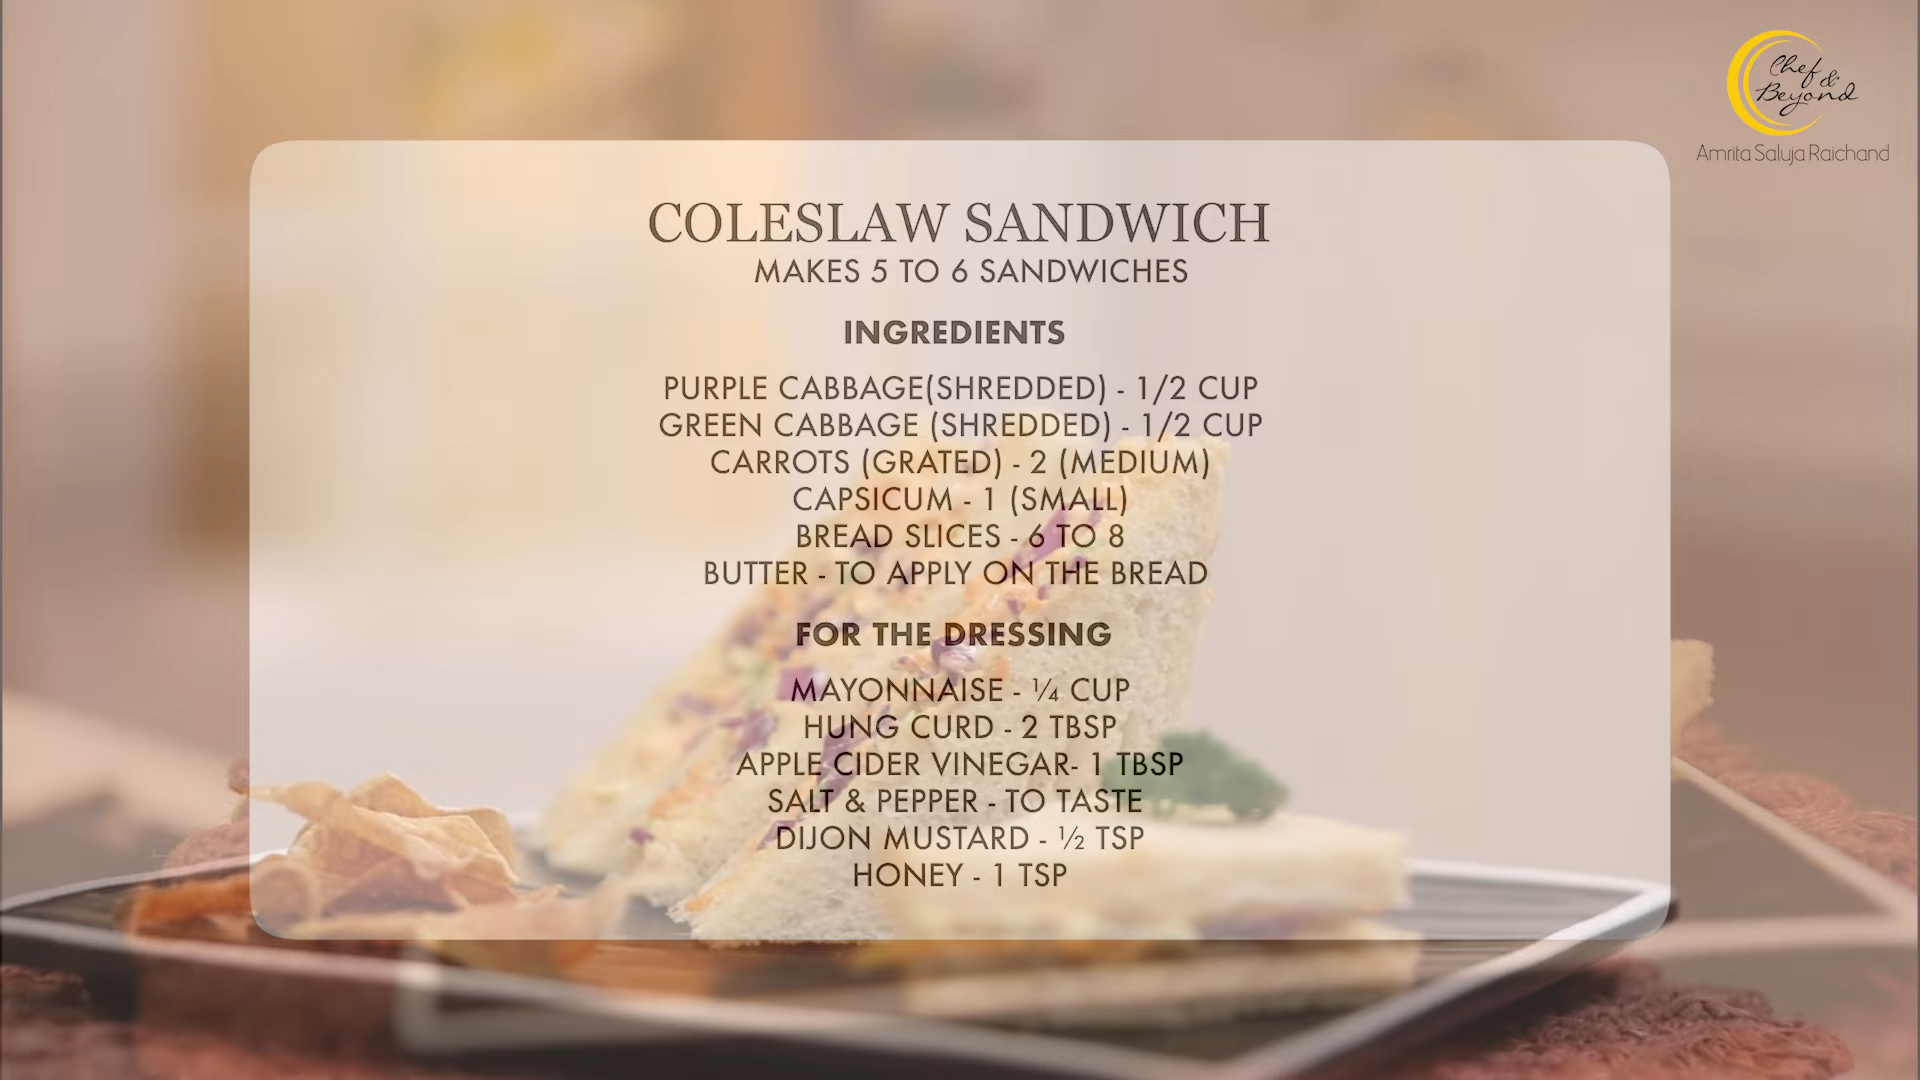 Chef &
Beyond
Amrita Saluja Raichand
COLESLAW SANDWICH
MAKES 5 TO 6 SANDWICHES
INGREDIENTS
PURPLE CABBAGE(SHREDDED) - 1/2 CUP
GREEN CABBAGE (SHREDDED) - 1/2 CUP
CARROTS (GRATED) - 2 (MEDIUM)
CAPSICUM - 1 (SMALL)
BREAD SLICES - 6 TO 8
BUTTER - TO APPLY ON THE BREAD
FOR THE DRESSING
MAYONNAISE - ¼ CUP
HUNG CURD - 2 TBSP
APPLE CIDER VINEGAR- 1 TBSP
SALT & PEPPER - TO TASTE
DIJON MUSTARD - ½ TSP
HONEY - 1 TSP